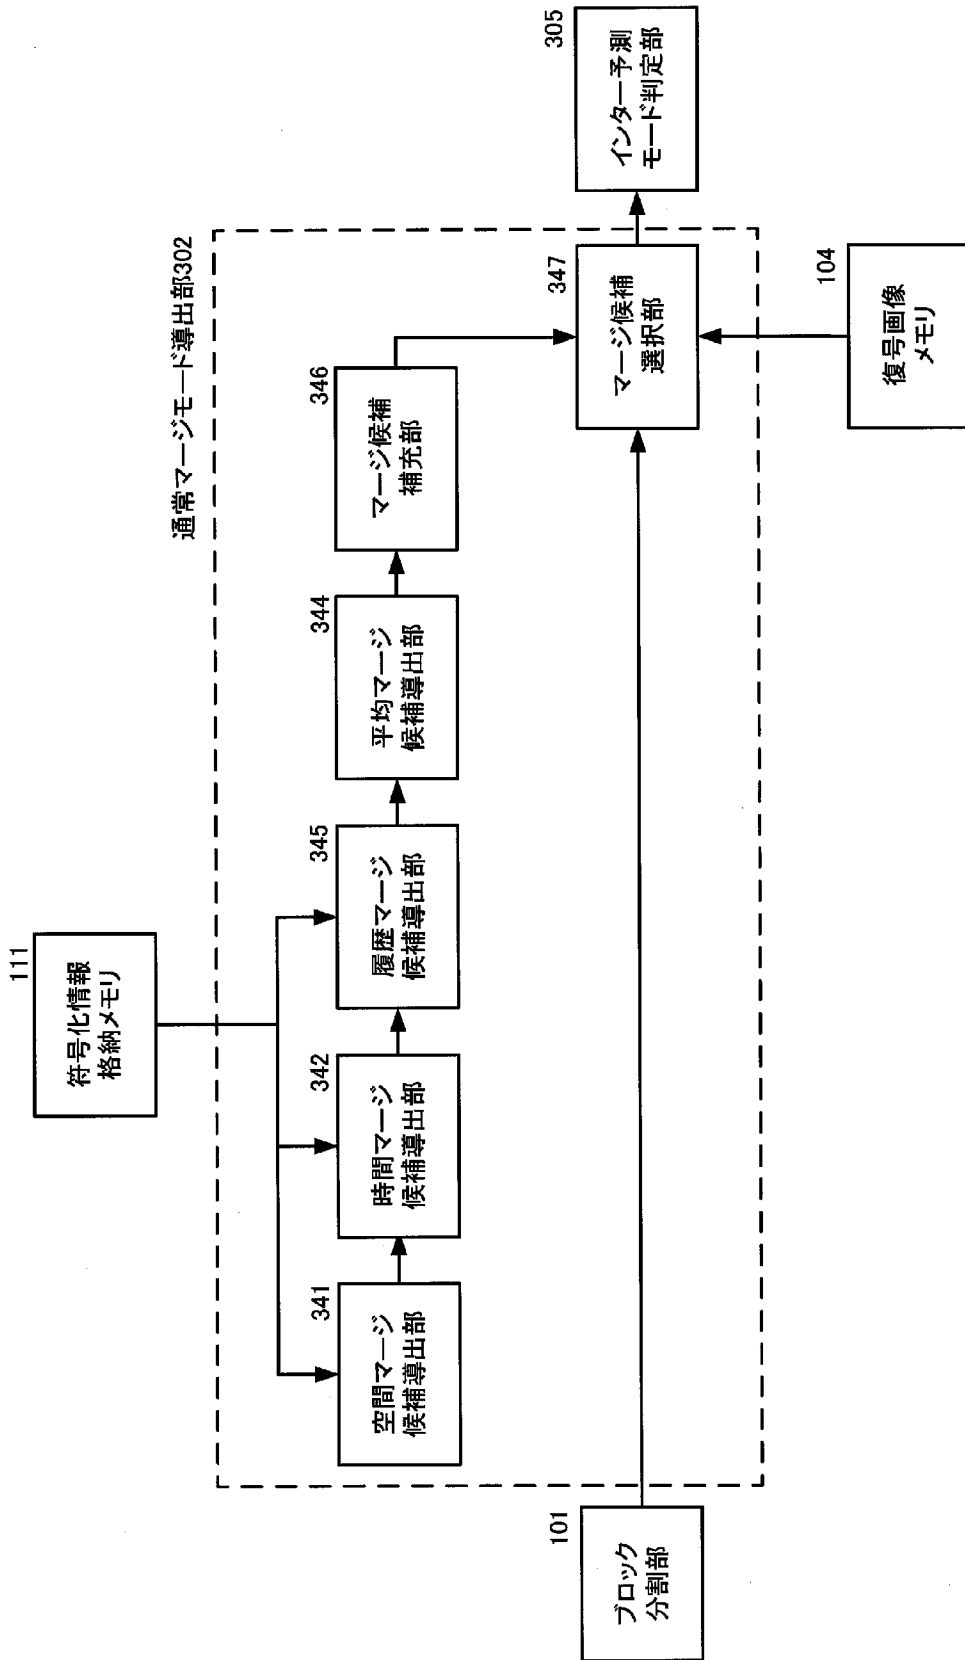 111
符号化情報
格納メモリ
通常マージモード導出部302
341
空間マージ
候補導出部
342
時間マージ
候補導出部
345
履歴マージ
候補導出部
344
平均マージ
候補導出部
346
マージ候補
補充部
347
マージ候補
選択部
305
インター予測
モード判定部
101
ブロック
分割部
104
復号画像
メモリ